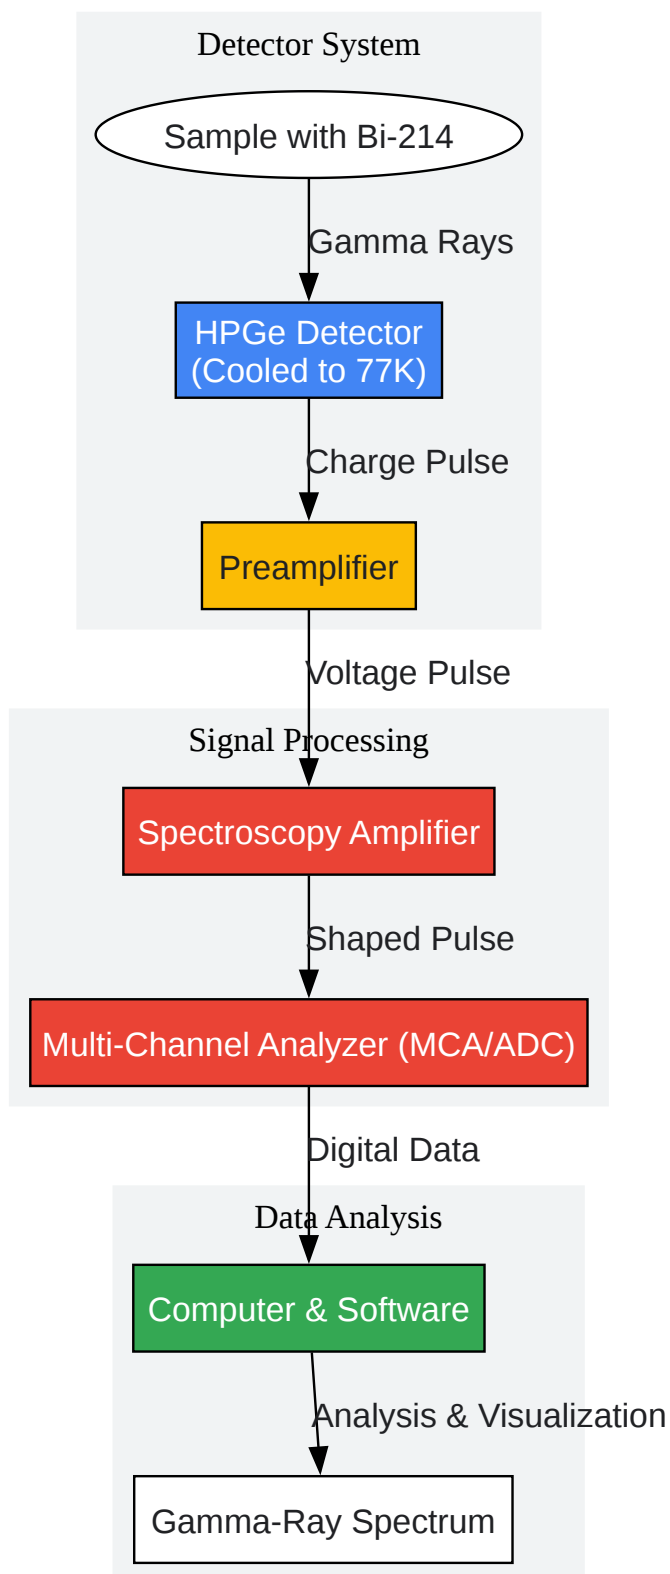 Detector System
Sample with Bi-214
Gamma Rays
HPGe Detector
(Cooled to 77K)
Charge Pulse
Preamplifier
Voltage Pulse
Signal Processing
Spectroscopy Amplifier
Shaped Pulse
Multi-Channel Analyzer (MCA/ADC)
Digital Data
Data Analysis
Computer & Software
Analysis & Visualization
Gamma-Ray Spectrum